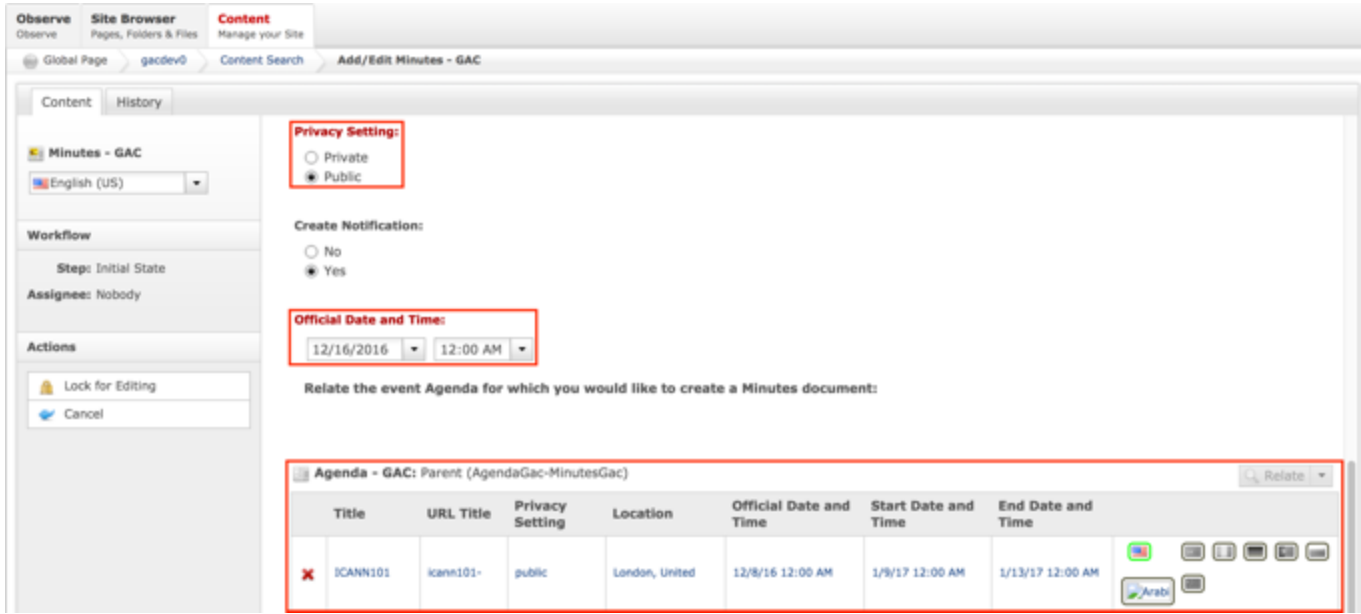 Observe Site Browser Content
Observe Pages, Folders & Files Manage your Site
Global Page gacdev0 Content Search Add/Edit Minutes - GAC
Content History
Privacy Setting:
Private
Public
Minutes - GAC
English (US)
Create Notification:
No
Yes
Workflow
Step: Initial State
Assignee: Nobody
Official Date and Time:
12/16/2016 12:00 AM
Actions
Lock for Editing
Cancel
Relate the event Agenda for which you would like to create a Minutes document:
Agenda - GAC: Parent (AgendaGac-MinutesGac) Relate
Title URL Title Privacy Setting Location Official Date and Time Start Date and Time End Date and Time
ICANN101 icann101- public London, United 12/8/16 12:00 AM 1/9/17 12:00 AM 1/13/17 12:00 AM
Arabi